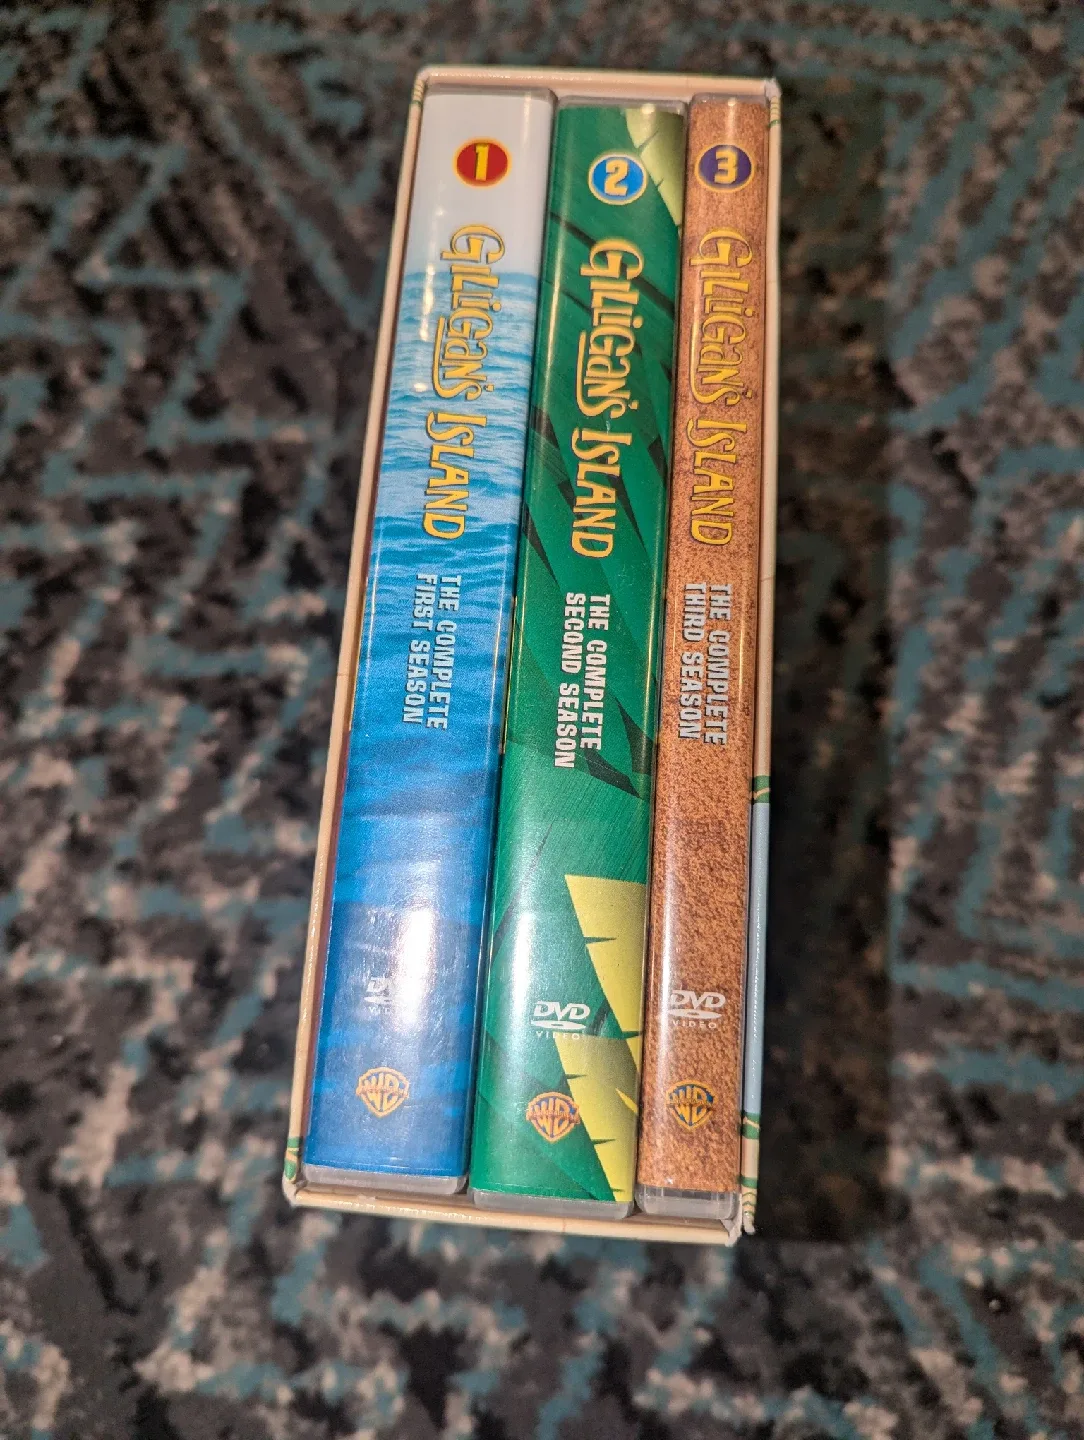 1
GILLIGAN'S ISLAND
THE COMPLETE
FIRST SEASON
DVD
VIDEO
WB
2
GILLIGAN'S ISLAND
THE COMPLETE
SECOND SEASON
DVD
VIDEO
WB
3
GILLIGAN'S ISLAND
THE COMPLETE
THIRD SEASON
DVD
VIDEO
WB